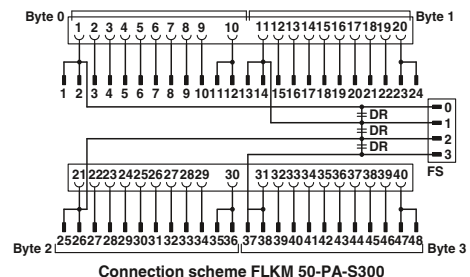 Byte 0 Byte 1
1 2 3 4 5 6 7 8 9 10 11 12 13 14 15 16 17 18 19 20
1 2 3 4 5 6 7 8 9 10 11 12 13 14 15 16 17 18 19 20 21 22 23 24
0
DR
1
DR
2
DR
3
FS
21 22 23 24 25 26 27 28 29 30 31 32 33 34 35 36 37 38 39 40
25 26 27 28 29 30 31 32 33 34 35 36 37 38 39 40 41 42 43 44 45 46 47 48
Byte 2 Byte 3
Connection scheme FLKM 50-PA-S300